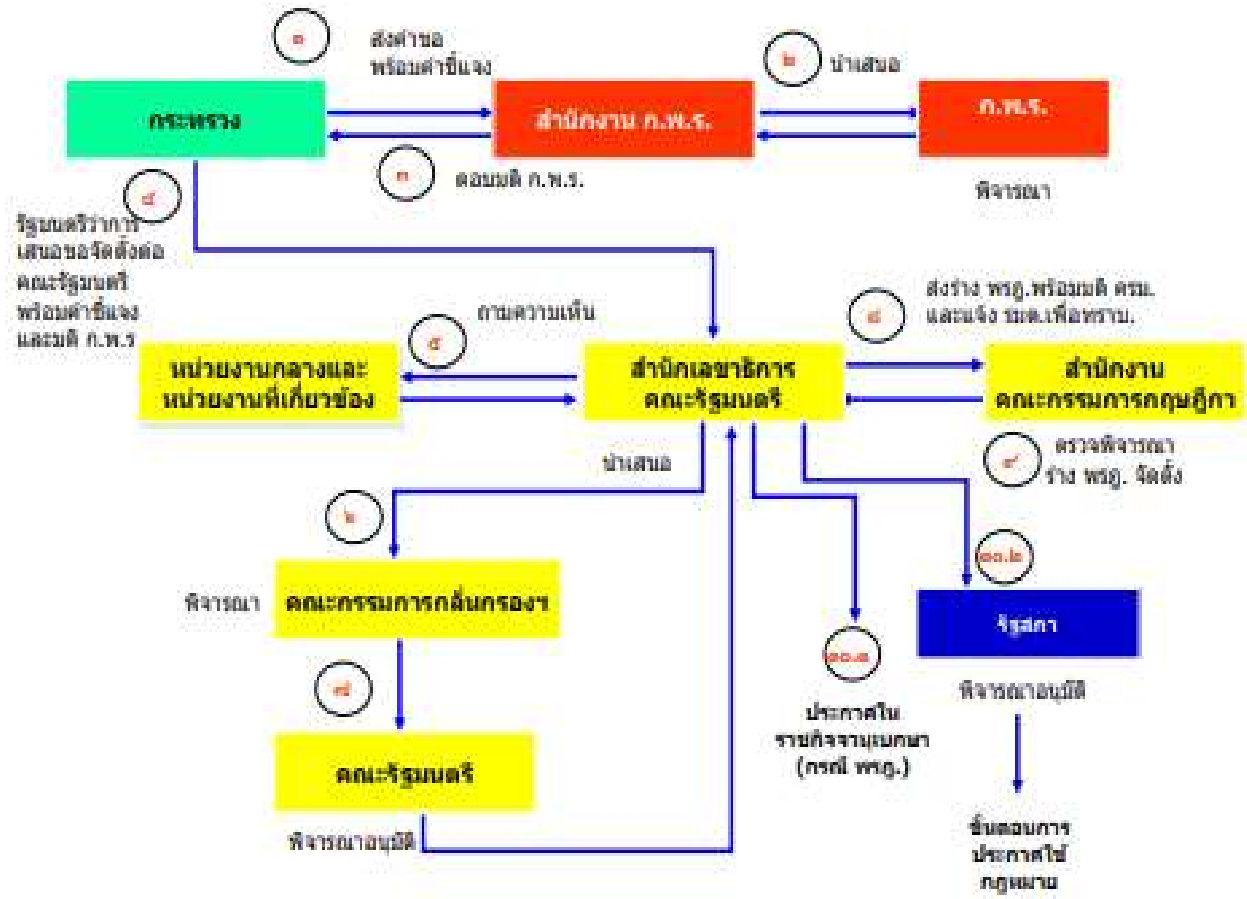 ๑
ส่งคำขอ
พร้อมคำชี้แจง
๒
นำเสนอ
กระทรวง
สำนักงาน ก.พ.ร.
ก.พ.ร.
๓
ตอบมติ ก.พ.ร.
พิจารณา
๔
รัฐมนตรีว่าการ
เสนอขอจัดตั้งต่อ
คณะรัฐมนตรี
พร้อมคำชี้แจง
และมติ ก.พ.ร
๕
ถามความเห็น
๘
ส่งร่าง พรฎ.พร้อมมติ ครม.
และแจ้ง รมต.เพื่อทราบ.
หน่วยงานกลางและ
หน่วยงานที่เกี่ยวข้อง
สำนักเลขาธิการ
คณะรัฐมนตรี
สำนักงาน
คณะกรรมการกฤษฎีกา
นำเสนอ
๙
ตรวจพิจารณา
ร่าง พรฎ. จัดตั้ง
๖
๑๐.๒
พิจารณา
คณะกรรมการกลั่นกรองฯ
รัฐสภา
๑๐.๑
๗
พิจารณาอนุมัติ
ประกาศใน
ราชกิจจานุเบกษา
(กรณี พรฎ.)
คณะรัฐมนตรี
พิจารณาอนุมัติ
ขั้นตอนการ
ประกาศใช้
กฎหมาย